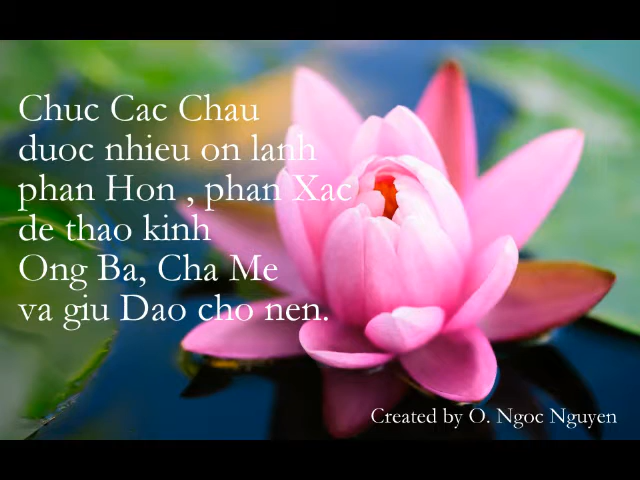 Chuc Cac Chau
duoc nhieu on lanh
phan Hon , phan Xac
de thao kinh
Ong Ba, Cha Me
va giu Dao cho nen.
Created by O. Ngoc Nguyen